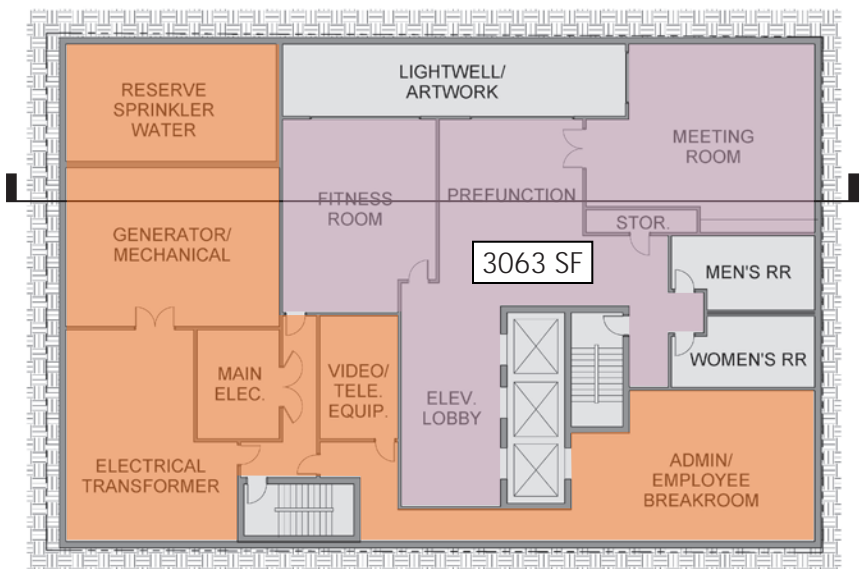 LIGHTWELL/
ARTWORK
RESERVE
SPRINKLER
WATER
MEETING
ROOM
FITNESS
ROOM
PREFUNCTION
STOR.
GENERATOR/
MECHANICAL
3063 SF
MEN'S RR
WOMEN'S RR
MAIN
ELEC.
VIDEO/
TELE.
EQUIP.
ELEV.
LOBBY
ELECTRICAL
TRANSFORMER
ADMIN/
EMPLOYEE
BREAKROOM